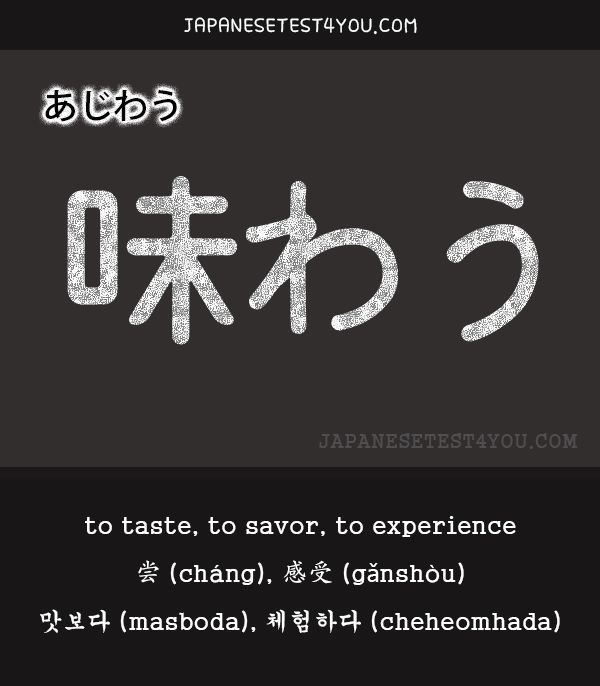 JAPANESETEST4YOU.COM
あじわう
味わう
JAPANESETEST4YOU.COM
to taste, to savor, to experience
尝 (cháng), 感受 (gǎnshòu)
맛보다 (masboda), 체험하다 (cheheomhada)